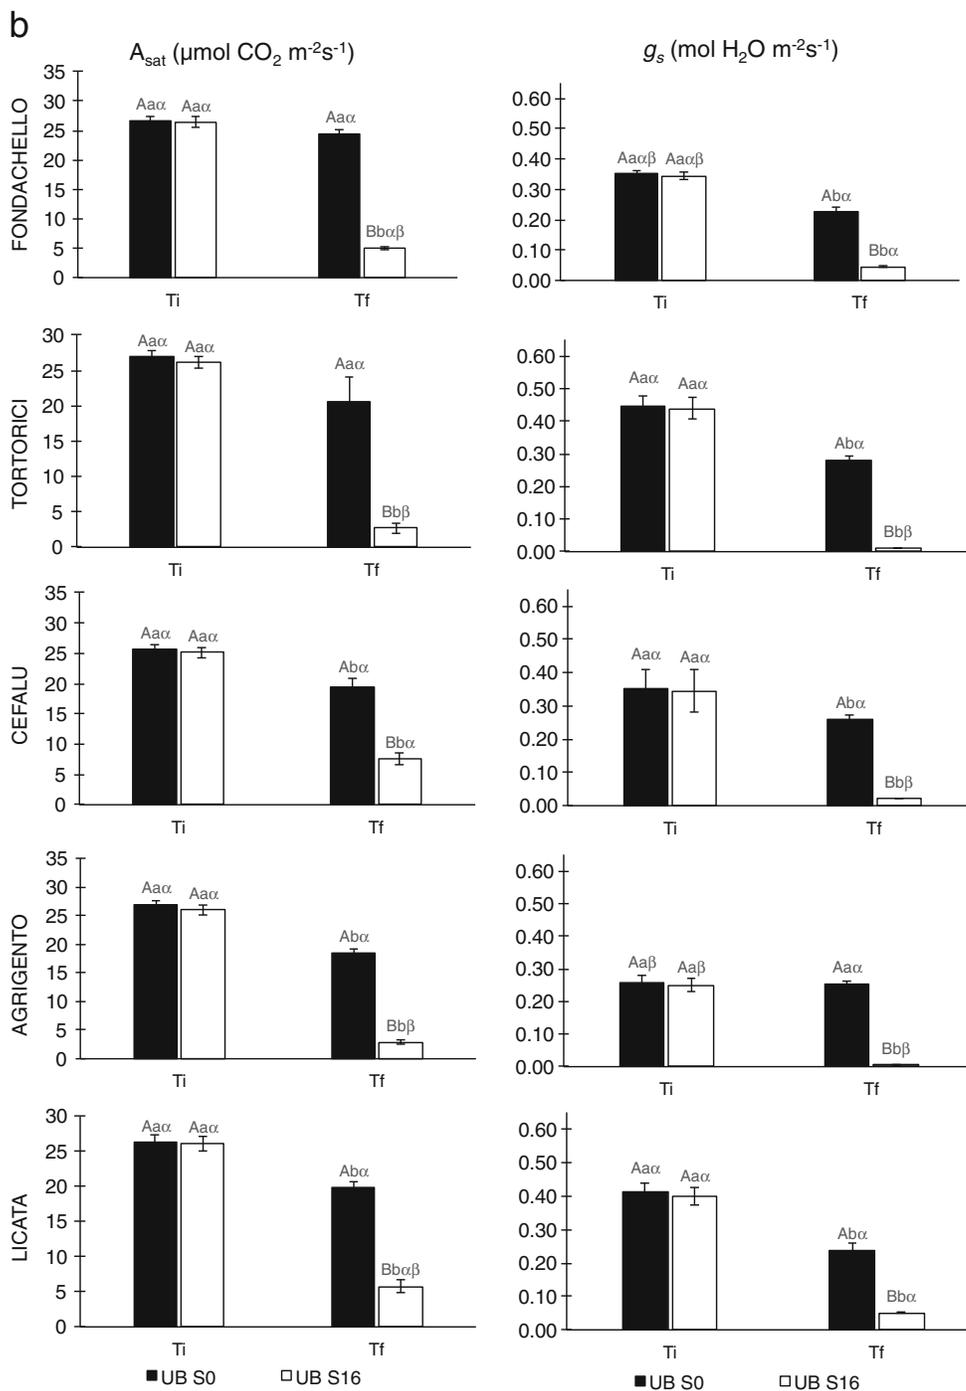 b
A_sat (µmol CO2 m-2s-1)
35
30
25
20
15
10
5
0
FONDACHELLO
Aaα Aaα
Aaα
Bbαβ
Ti Tf
gs (mol H2O m-2s-1)
0.60
0.50
0.40
0.30
0.20
0.10
0.00
Aaαβ Aaαβ
Abα
Bbα
Ti Tf
30
25
20
15
10
5
0
TORTORICI
Aaα Aaα
Aaα
Bbβ
Ti Tf
0.60
0.50
0.40
0.30
0.20
0.10
0.00
Aaα Aaα
Abα
Bbβ
Ti Tf
35
30
25
20
15
10
5
0
CEFALU
Aaα Aaα
Abα
Bbα
Ti Tf
0.60
0.50
0.40
0.30
0.20
0.10
0.00
Aaα Aaα
Abα
Bbβ
Ti Tf
35
30
25
20
15
10
5
0
AGRIGENTO
Aaα Aaα
Abα
Bbβ
Ti Tf
0.60
0.50
0.40
0.30
0.20
0.10
0.00
Aaβ Aaβ
Aaα
Bbβ
Ti Tf
30
25
20
15
10
5
0
LICATA
Aaα Aaα
Abα
Bbαβ
Ti Tf
UB S0 UB S16
0.60
0.50
0.40
0.30
0.20
0.10
0.00
Aaα Aaα
Abα
Bbα
Ti Tf
UB S0 UB S16